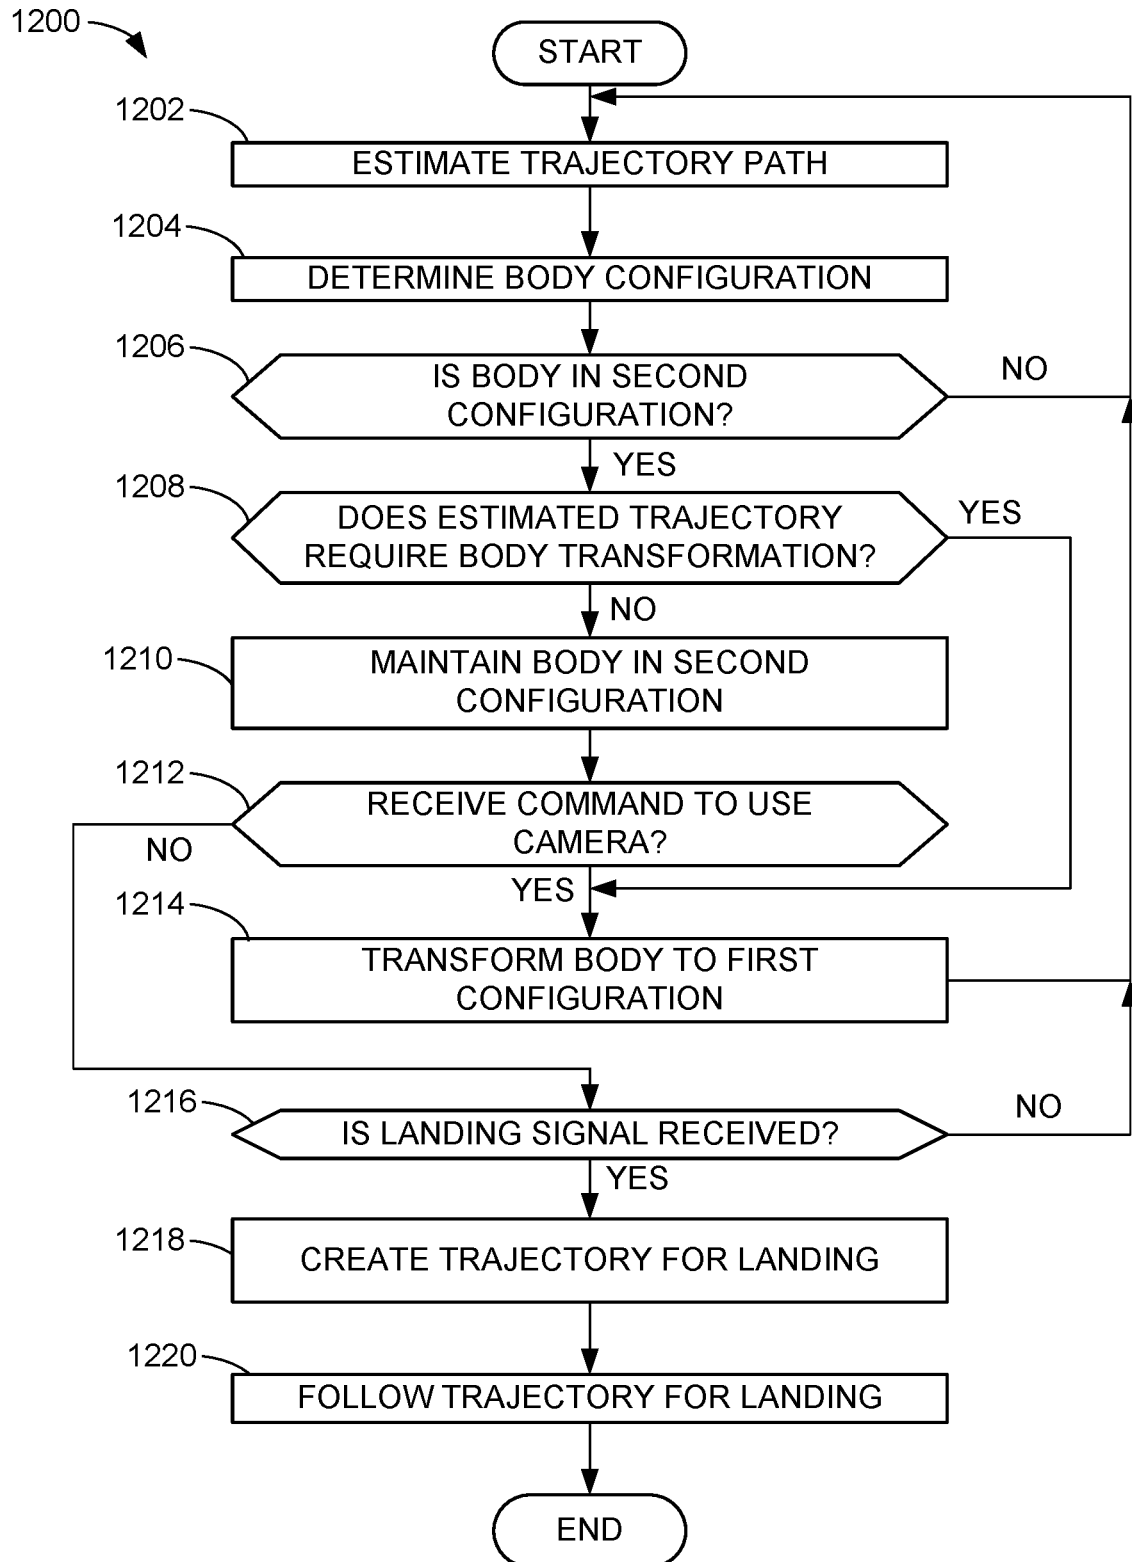 1200
START
1202
ESTIMATE TRAJECTORY PATH
1204
DETERMINE BODY CONFIGURATION
1206
IS BODY IN SECOND
CONFIGURATION?
NO
YES
1208
DOES ESTIMATED TRAJECTORY
REQUIRE BODY TRANSFORMATION?
YES
NO
1210
MAINTAIN BODY IN SECOND
CONFIGURATION
1212
RECEIVE COMMAND TO USE
CAMERA?
NO
YES
1214
TRANSFORM BODY TO FIRST
CONFIGURATION
1216
IS LANDING SIGNAL RECEIVED?
NO
YES
1218
CREATE TRAJECTORY FOR LANDING
1220
FOLLOW TRAJECTORY FOR LANDING
END